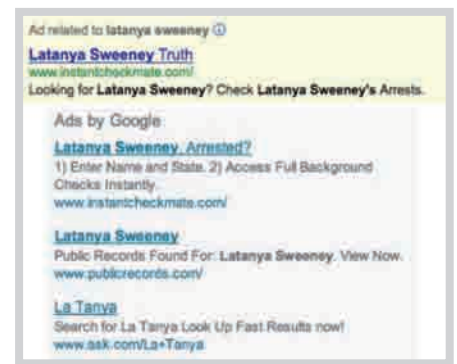 Ad related to latanya sweeney ⓘ
Latanya Sweeney Truth
www.instantcheckmate.com/
Looking for Latanya Sweeney? Check Latanya Sweeney's Arrests.
Ads by Google
Latanya Sweeney, Arrested?
1) Enter Name and State. 2) Access Full Background
Checks Instantly.
www.instantcheckmate.com/
Latanya Sweeney
Public Records Found For: Latanya Sweeney. View Now.
www.publicrecords.com/
La Tanya
Search for La Tanya Look Up Fast Results now!
www.ask.com/La+Tanya